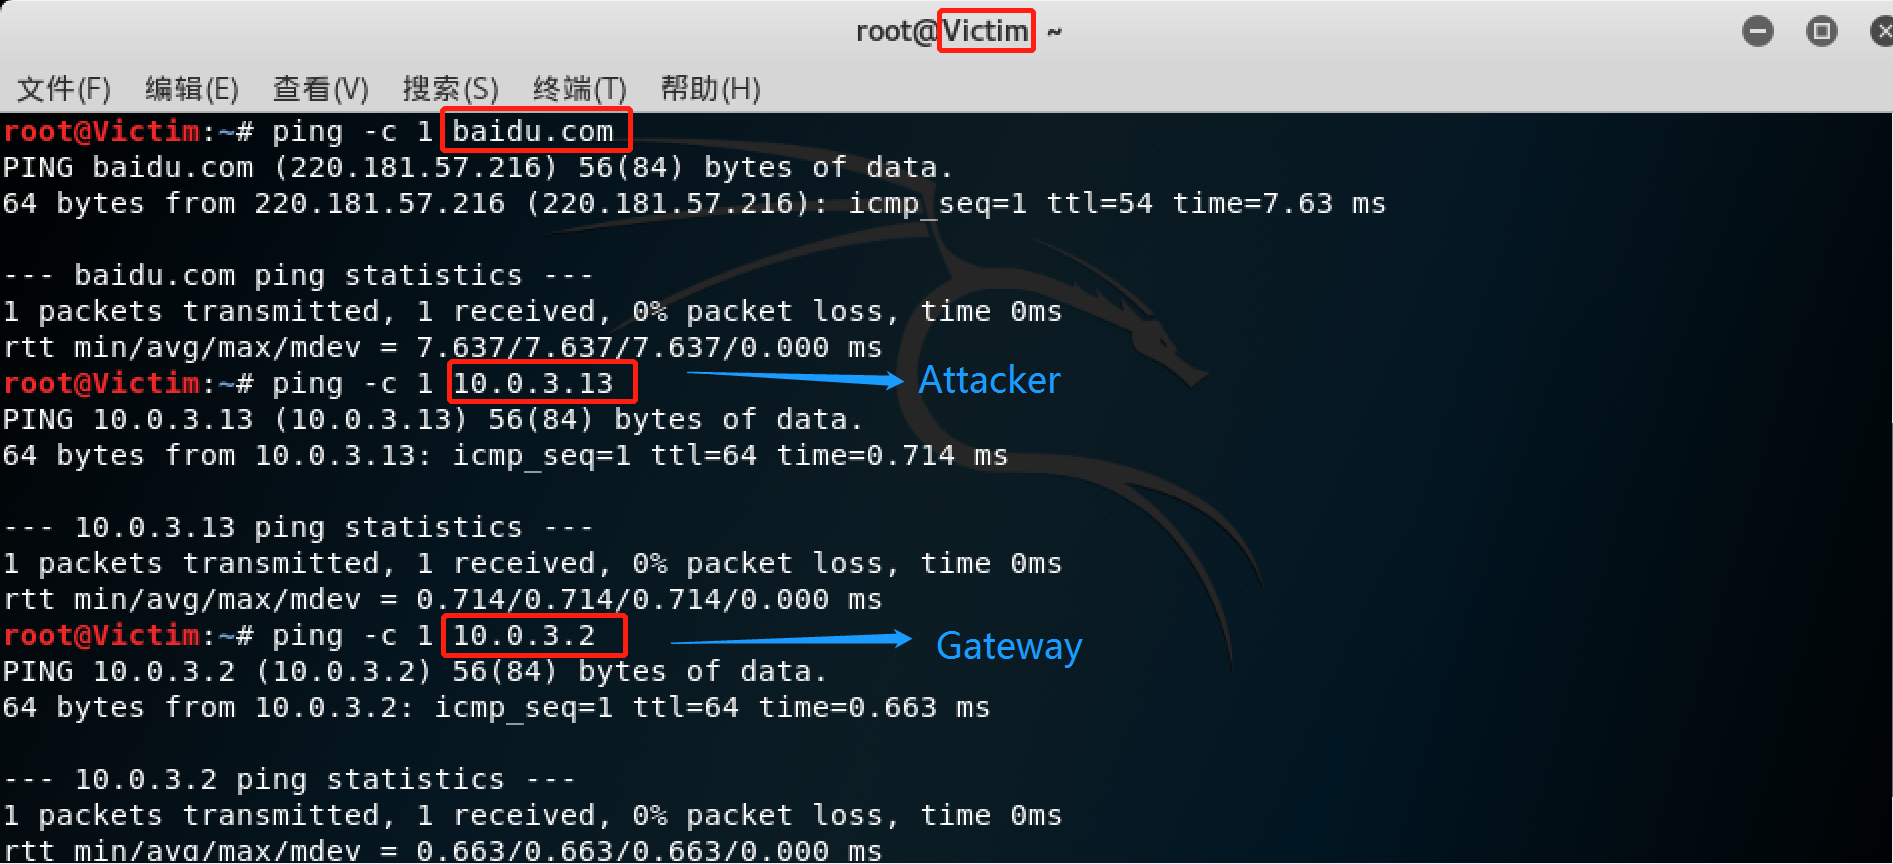 root@Victim: ~
文件(F) 编辑(E) 查看(V) 搜索(S) 终端(T) 帮助(H)
root@Victim:~# ping -c 1 baidu.com
PING baidu.com (220.181.57.216) 56(84) bytes of data.
64 bytes from 220.181.57.216 (220.181.57.216): icmp_seq=1 ttl=54 time=7.63 ms
--- baidu.com ping statistics ---
1 packets transmitted, 1 received, 0% packet loss, time 0ms
rtt min/avg/max/mdev = 7.637/7.637/7.637/0.000 ms
root@Victim:~# ping -c 1 10.0.3.13 Attacker
PING 10.0.3.13 (10.0.3.13) 56(84) bytes of data.
64 bytes from 10.0.3.13: icmp_seq=1 ttl=64 time=0.714 ms
--- 10.0.3.13 ping statistics ---
1 packets transmitted, 1 received, 0% packet loss, time 0ms
rtt min/avg/max/mdev = 0.714/0.714/0.714/0.000 ms
root@Victim:~# ping -c 1 10.0.3.2 Gateway
PING 10.0.3.2 (10.0.3.2) 56(84) bytes of data.
64 bytes from 10.0.3.2: icmp_seq=1 ttl=64 time=0.663 ms
--- 10.0.3.2 ping statistics ---
1 packets transmitted, 1 received, 0% packet loss, time 0ms
rtt min/avg/max/mdev = 0.663/0.663/0.663/0.000 ms